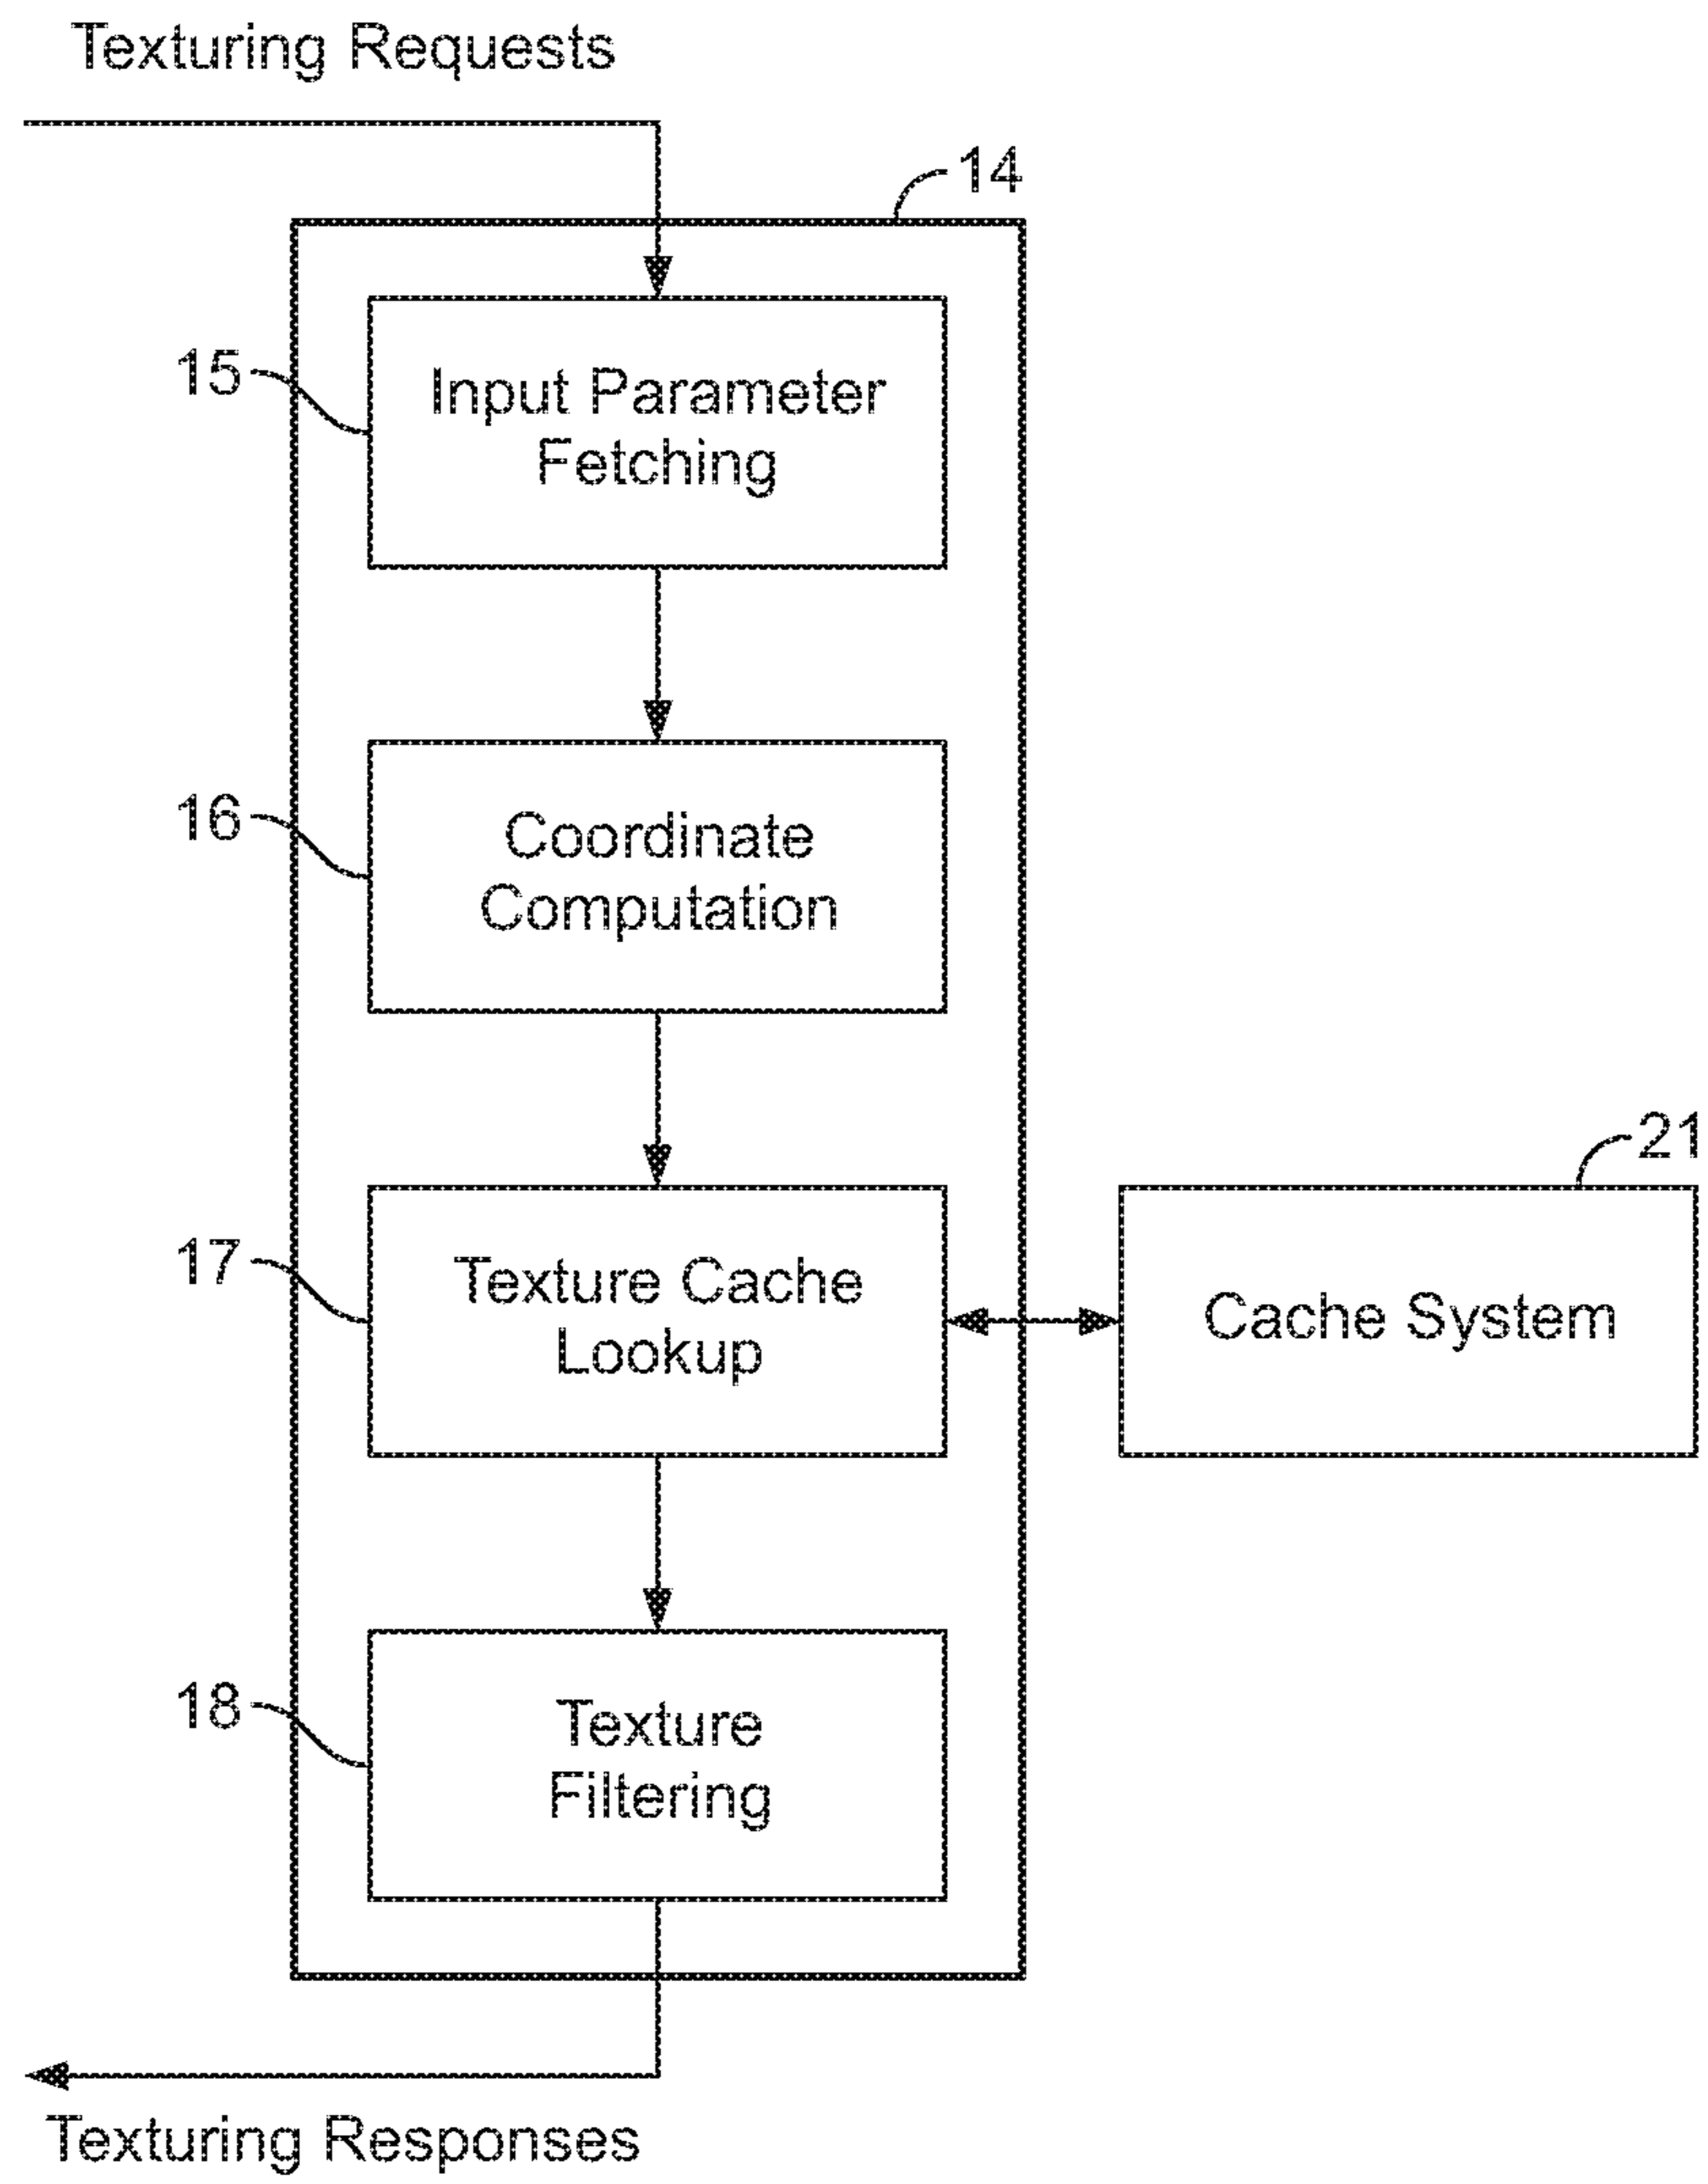 Texturing Requests
14
15
Input Parameter
Fetching
16
Coordinate
Computation
21
17
Texture Cache
Lookup
Cache System
18
Texture
Filtering
Texturing Responses